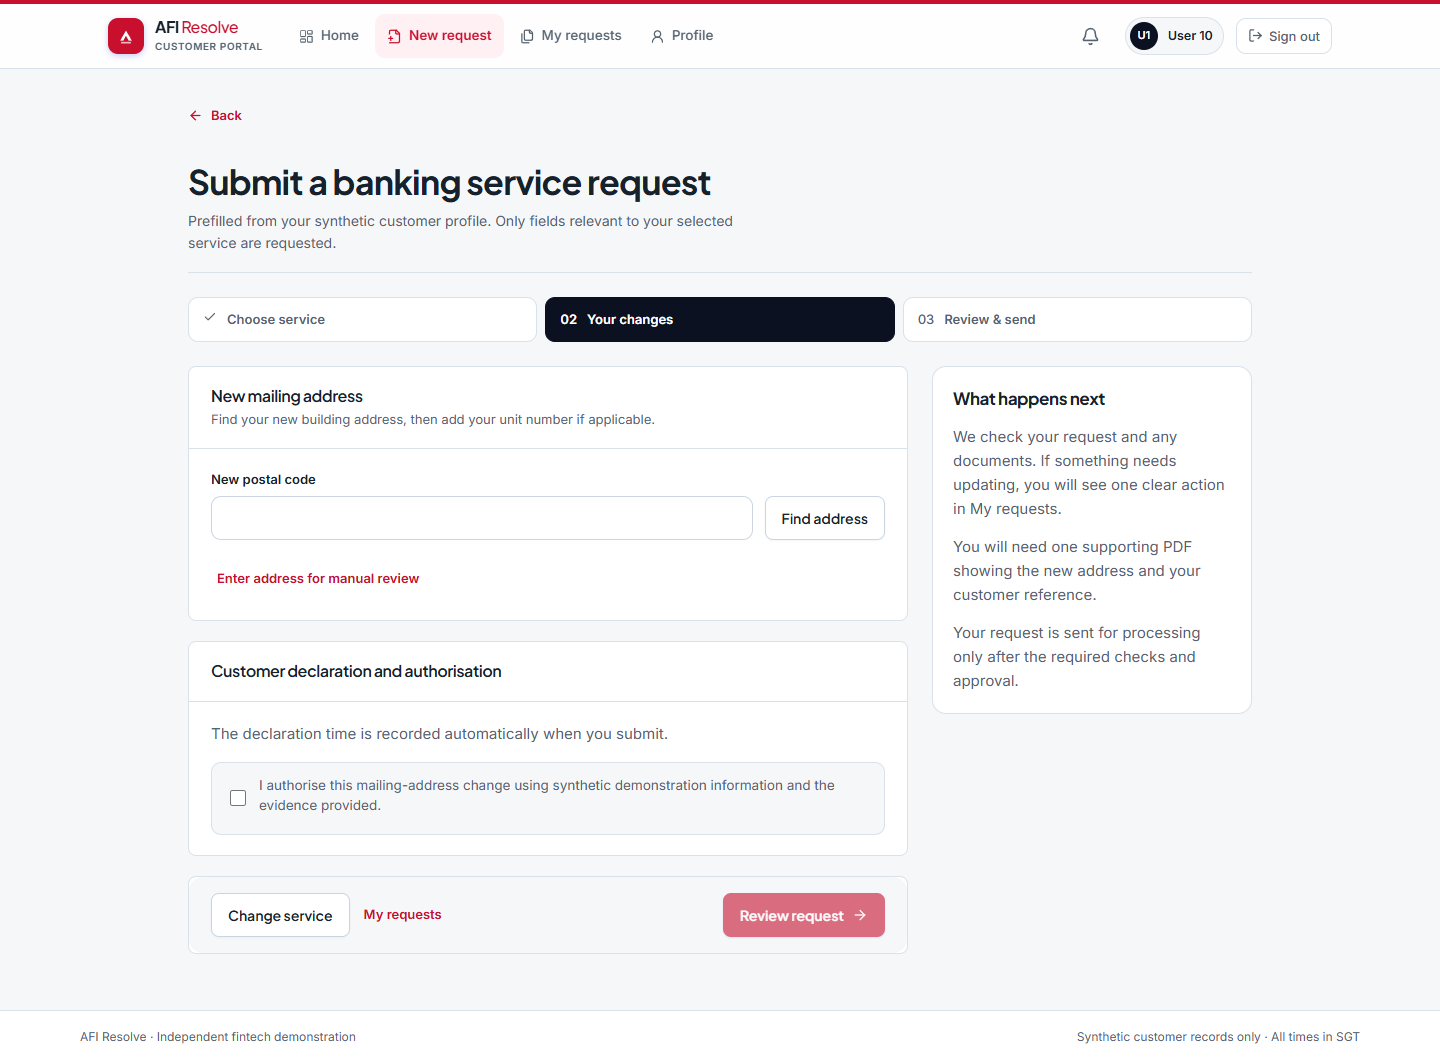 AFI Resolve
CUSTOMER PORTAL
Home
New request
My requests
Profile
U1
User 10
Sign out
Back
Submit a banking service request
Prefilled from your synthetic customer profile. Only fields relevant to your selected
service are requested.
Choose service
02 Your changes
03 Review & send
New mailing address
Find your new building address, then add your unit number if applicable.
New postal code
Find address
Enter address for manual review
Customer declaration and authorisation
The declaration time is recorded automatically when you submit.
I authorise this mailing-address change using synthetic demonstration information and the
evidence provided.
Change service
My requests
Review request
What happens next
We check your request and any
documents. If something needs
updating, you will see one clear action
in My requests.
You will need one supporting PDF
showing the new address and your
customer reference.
Your request is sent for processing
only after the required checks and
approval.
AFI Resolve · Independent fintech demonstration
Synthetic customer records only · All times in SGT